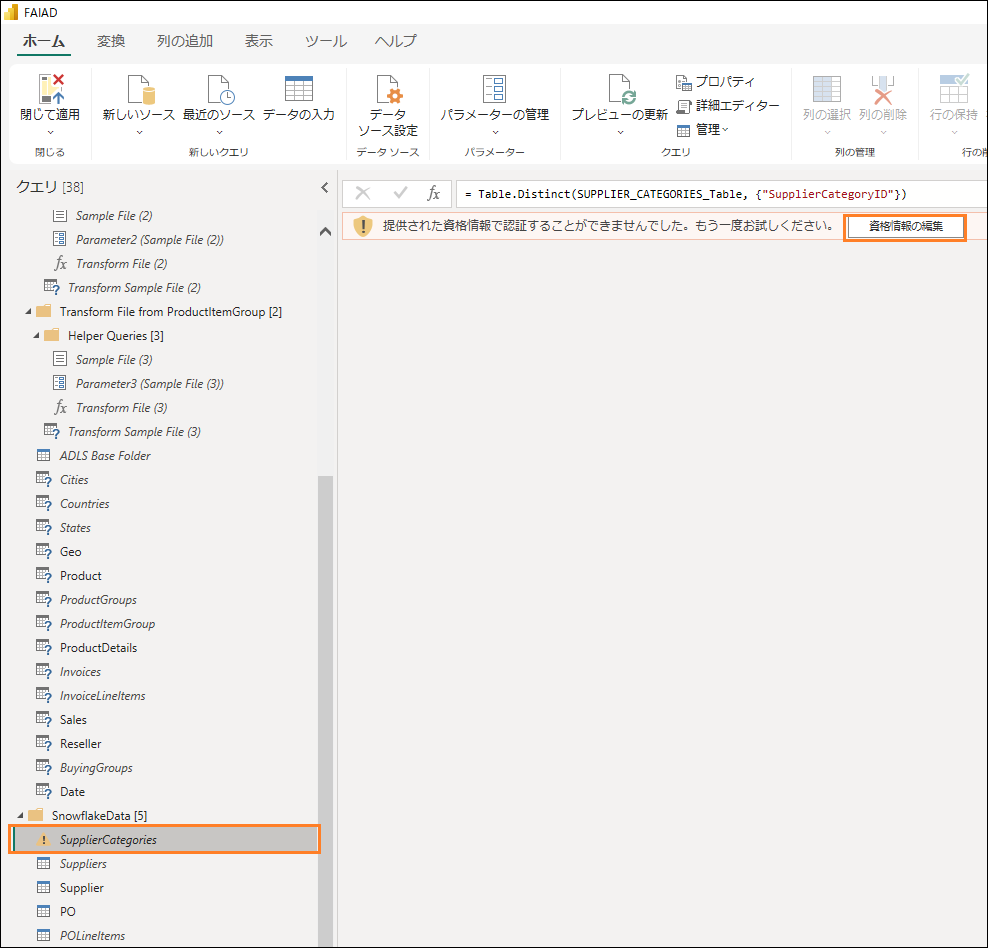 FAIAD
ホーム 変換 列の追加 表示 ツール ヘルプ
閉じて適用
閉じる
新しいソース 最近のソース データの入力
新しいクエリ
データ
ソース設定
データ ソース
パラメーターの管理
パラメーター
プレビューの更新
プロパティ
詳細エディター
管理
クエリ
列の選択 列の削除
列の管理
行の保持
行の削
クエリ [38]
= Table.Distinct(SUPPLIER_CATEGORIES_Table, {"SupplierCategoryID"})
提供された資格情報で認証することができませんでした。もう一度お試しください。 資格情報の編集
Sample File (2)
Parameter2 (Sample File (2))
fx Transform File (2)
Transform Sample File (2)
Transform File from ProductItemGroup [2]
Helper Queries [3]
Sample File (3)
Parameter3 (Sample File (3))
fx Transform File (3)
Transform Sample File (3)
ADLS Base Folder
Cities
Countries
States
Geo
Product
ProductGroups
ProductItemGroup
ProductDetails
Invoices
InvoiceLineItems
Sales
Reseller
BuyingGroups
Date
SnowflakeData [5]
SupplierCategories
Suppliers
Supplier
PO
POLineItems